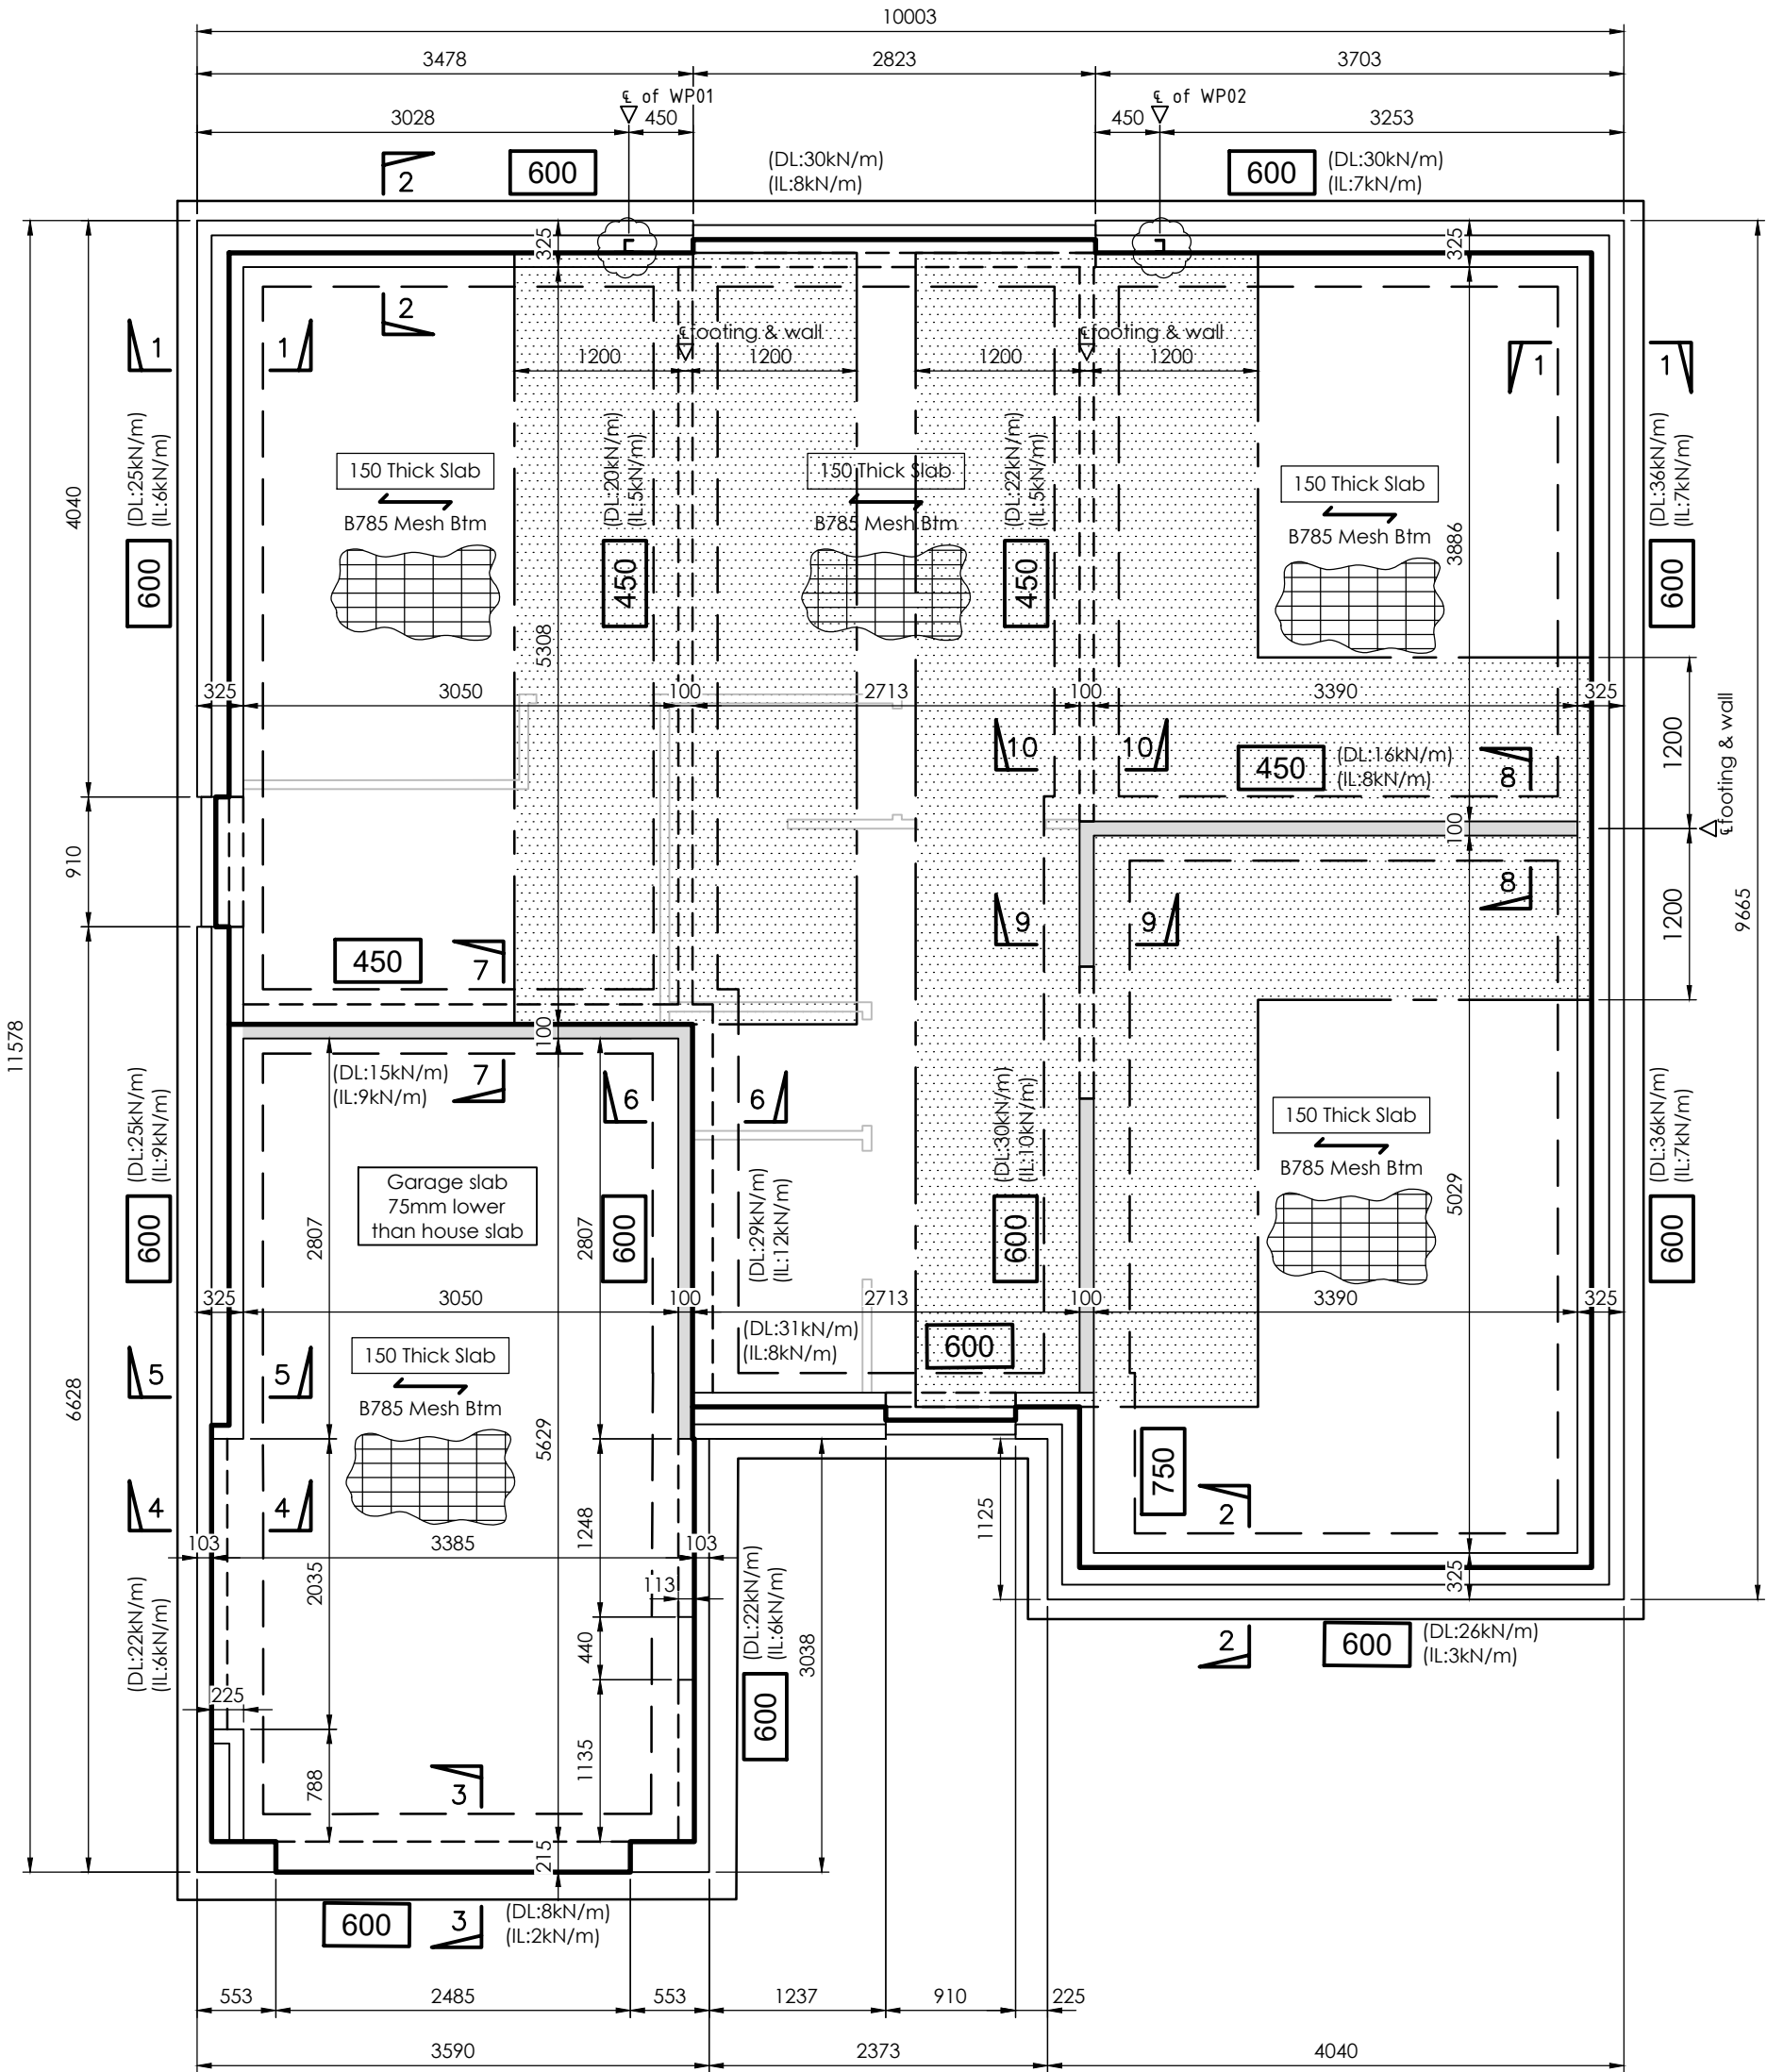 10003
3478
2823
3703
℄ of WP01
℄ of WP02
3028
450
450
3253
2
600
(DL:30kN/m)
(IL:8kN/m)
600
(DL:30kN/m)
(IL:7kN/m)
325
325
2
℄footing & wall
℄footing & wall
1
1
1200
1200
1200
1200
1
1
(DL:25kN/m)
(IL:6kN/m)
(DL:20kN/m)
(IL:5kN/m)
(DL:22kN/m)
(IL:5kN/m)
(DL:36kN/m)
(IL:7kN/m)
150 Thick Slab
B785 Mesh Btm
150 Thick Slab
B785 Mesh Btm
150 Thick Slab
B785 Mesh Btm
4040
600
450
450
3886
600
5308
325
3050
100
2713
100
3390
325
10
10
450
(DL:16kN/m)
(IL:8kN/m)
8
1200
℄footing & wall
100
910
8
9
9
1200
9665
450
7
11578
100
(DL:15kN/m)
(IL:9kN/m)
7
6
6
(DL:25kN/m)
(IL:9kN/m)
(DL:30kN/m)
(IL:10kN/m)
(DL:36kN/m)
(IL:7kN/m)
150 Thick Slab
B785 Mesh Btm
Garage slab
75mm lower
than house slab
600
2807
2807
600
(DL:29kN/m)
(IL:12kN/m)
600
5029
600
325
3050
100
2713
100
3390
325
(DL:31kN/m)
(IL:8kN/m)
600
150 Thick Slab
B785 Mesh Btm
5
5
6628
5629
750
4
4
2
103
3385
103
1248
1125
2035
113
(DL:22kN/m)
(IL:6kN/m)
(DL:22kN/m)
(IL:6kN/m)
325
440
3038
2
600
(DL:26kN/m)
(IL:3kN/m)
225
600
788
3
1135
215
600
3
(DL:8kN/m)
(IL:2kN/m)
553
2485
553
1237
910
225
3590
2373
4040